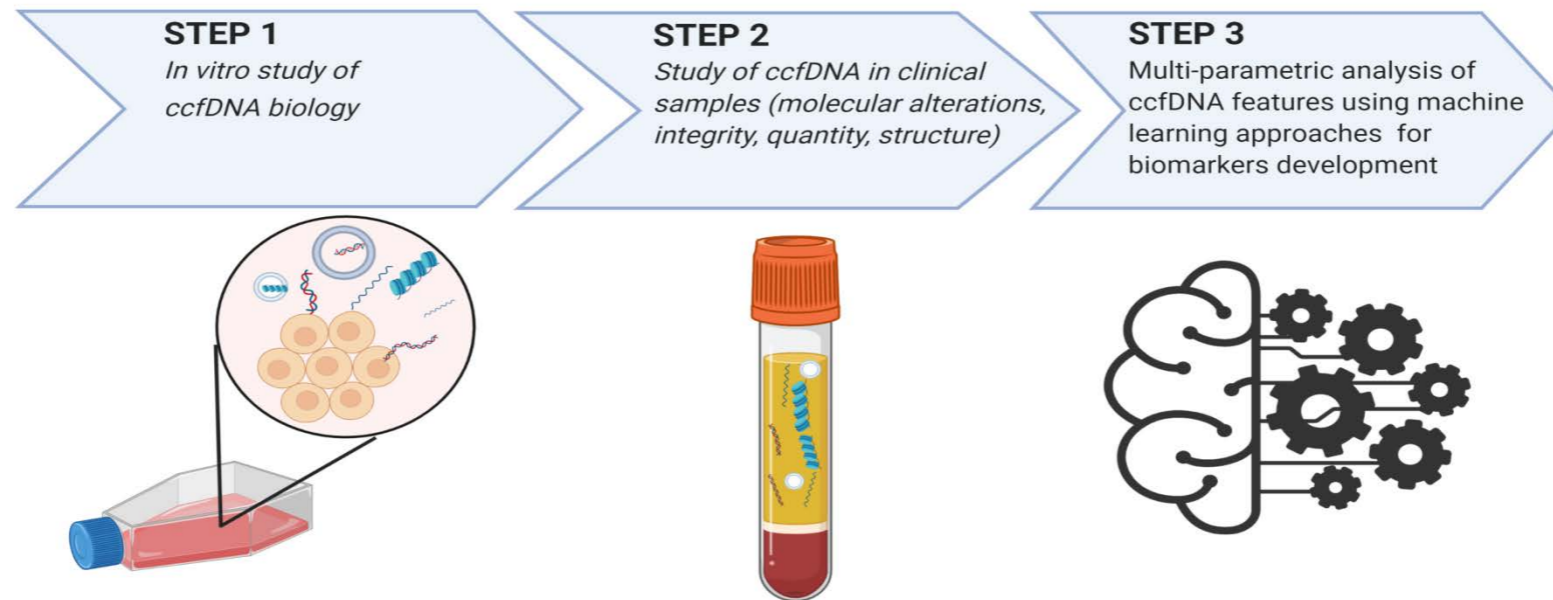 STEP 1
In vitro study of
ccfDNA biology
STEP 2
Study of ccfDNA in clinical
samples (molecular alterations,
integrity, quantity, structure)
STEP 3
Multi-parametric analysis of
ccfDNA features using machine
learning approaches for
biomarkers development